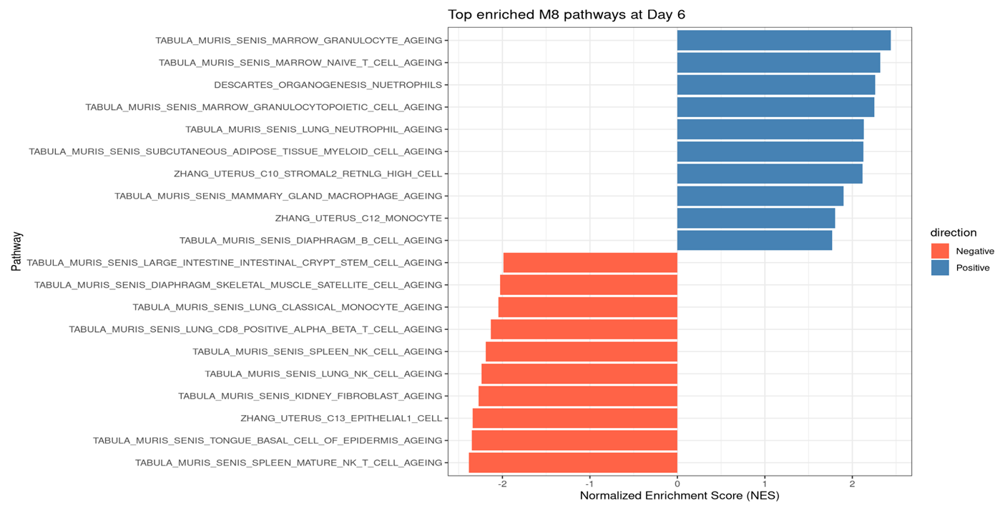 Top enriched M8 pathways at Day 6
Pathway
TABULA_MURIS_SENIS_MARROW_GRANULOCYTE_AGEING
TABULA_MURIS_SENIS_MARROW_NAIVE_T_CELL_AGEING
DESCARTES_ORGANOGENESIS_NUETROPHILS
TABULA_MURIS_SENIS_MARROW_GRANULOCYTOPOIETIC_CELL_AGEING
TABULA_MURIS_SENIS_LUNG_NEUTROPHIL_AGEING
TABULA_MURIS_SENIS_SUBCUTANEOUS_ADIPOSE_TISSUE_MYELOID_CELL_AGEING
ZHANG_UTERUS_C10_STROMAL2_RETNLG_HIGH_CELL
TABULA_MURIS_SENIS_MAMMARY_GLAND_MACROPHAGE_AGEING
ZHANG_UTERUS_C12_MONOCYTE
TABULA_MURIS_SENIS_DIAPHRAGM_B_CELL_AGEING
TABULA_MURIS_SENIS_LARGE_INTESTINE_INTESTINAL_CRYPT_STEM_CELL_AGEING
TABULA_MURIS_SENIS_DIAPHRAGM_SKELETAL_MUSCLE_SATELLITE_CELL_AGEING
TABULA_MURIS_SENIS_LUNG_CLASSICAL_MONOCYTE_AGEING
TABULA_MURIS_SENIS_LUNG_CD8_POSITIVE_ALPHA_BETA_T_CELL_AGEING
TABULA_MURIS_SENIS_SPLEEN_NK_CELL_AGEING
TABULA_MURIS_SENIS_LUNG_NK_CELL_AGEING
TABULA_MURIS_SENIS_KIDNEY_FIBROBLAST_AGEING
ZHANG_UTERUS_C13_EPITHELIAL1_CELL
TABULA_MURIS_SENIS_TONGUE_BASAL_CELL_OF_EPIDERMIS_AGEING
TABULA_MURIS_SENIS_SPLEEN_MATURE_NK_T_CELL_AGEING
-2 -1 0 1 2
Normalized Enrichment Score (NES)
direction
Negative
Positive